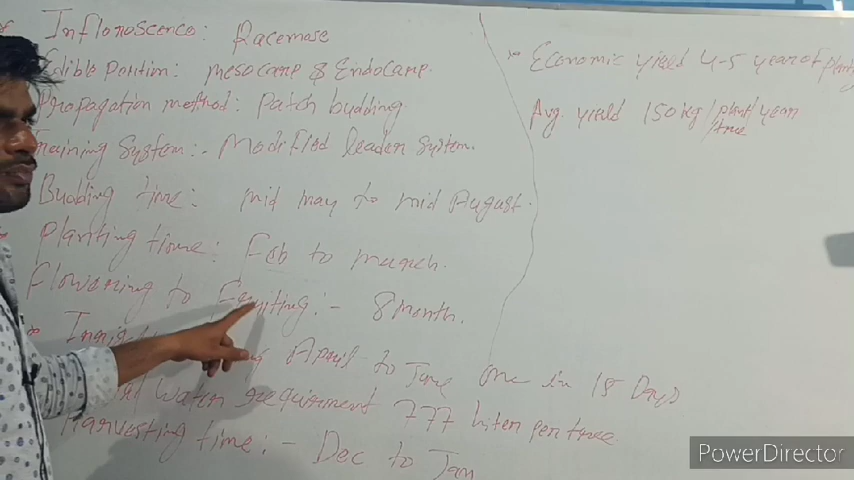 Inflonoscence: Racemose
Edible Portion: mesocarp & Endocarp.
Propagation method: Patch budding
Training System:- Modified leader System.
Budding time: mid may to mid August.
Planting time: Feb to march.
Flowering to Fruiting:- 8 month.
April to June One in 15 Days
Water requirement 777 liter per tree.
Harvesting time:- Dec to Jan
Economic yield 4-5 year of plant
Avg. yield 150 kg/plant/year
/tree
PowerDirector